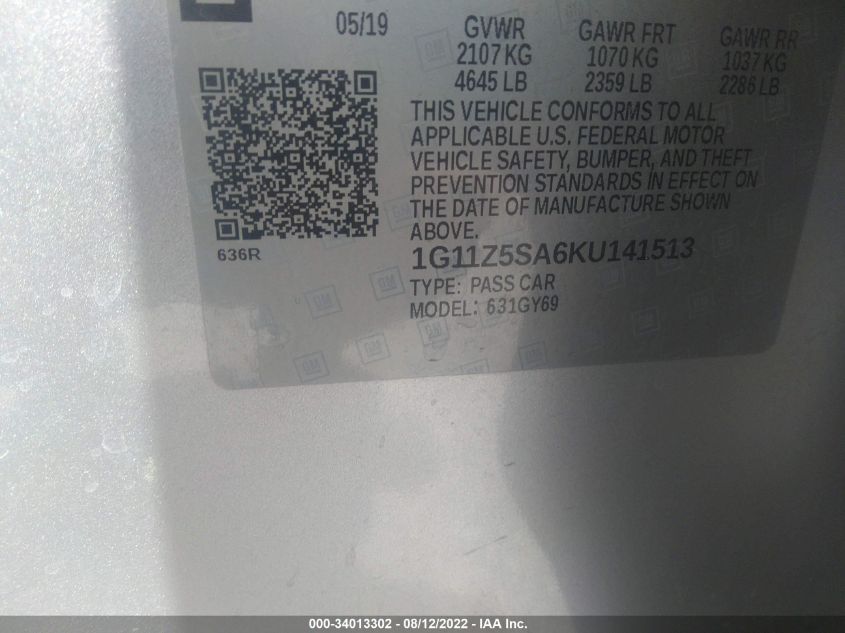 05/19 GVWR GAWR FRT GAWR RR
2107 KG 1070 KG 1037 KG
4645 LB 2359 LB 2286 LB
THIS VEHICLE CONFORMS TO ALL
APPLICABLE U.S. FEDERAL MOTOR
VEHICLE SAFETY, BUMPER, AND THEFT
PREVENTION STANDARDS IN EFFECT ON
THE DATE OF MANUFACTURE SHOWN
ABOVE.
636R
1G11Z5SA6KU141513
TYPE: PASS CAR
MODEL: 631GY69
000-34013302 - 08/12/2022 - IAA Inc.